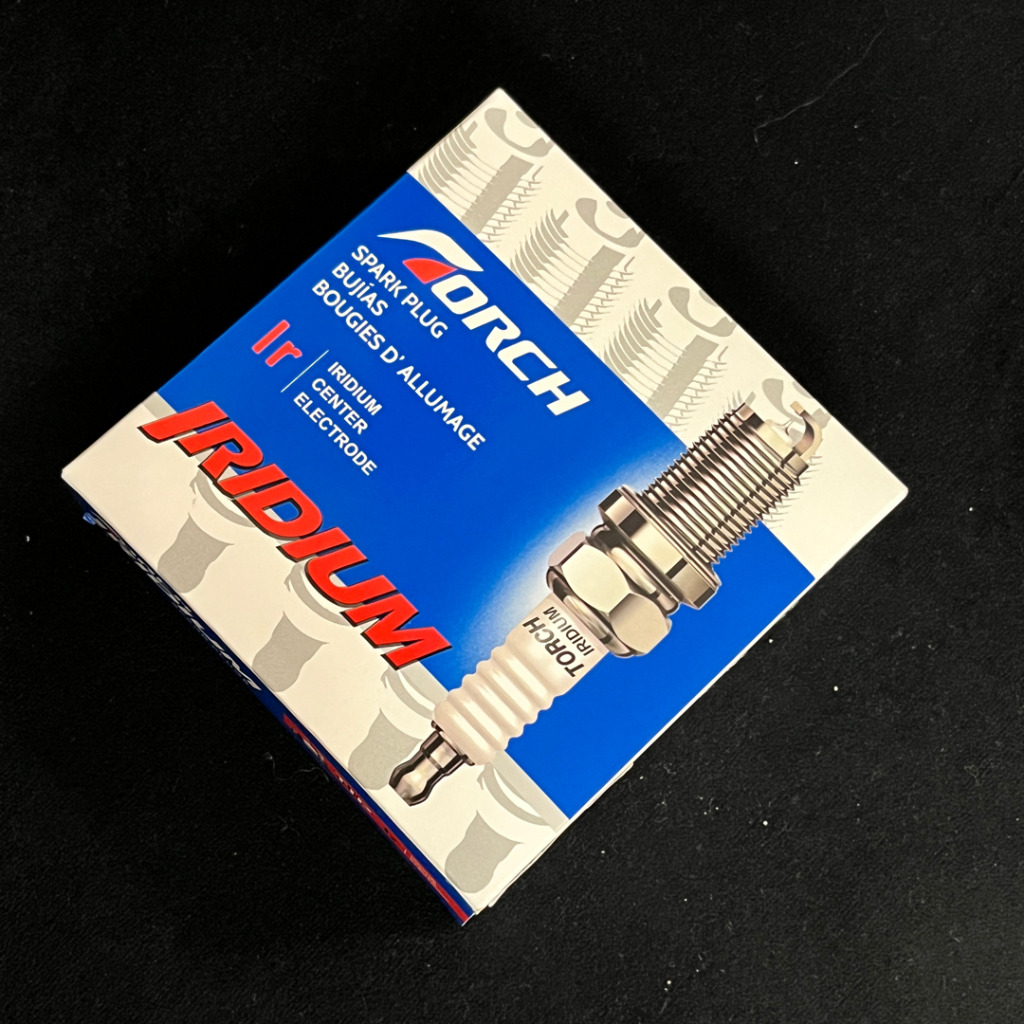 TORCH
SPARK PLUG
BUJÍAS
BOUGIES D'ALLUMAGE
Ir
IRIDIUM
CENTER
ELECTRODE
IRIDIUM
TORCH
IRIDIUM